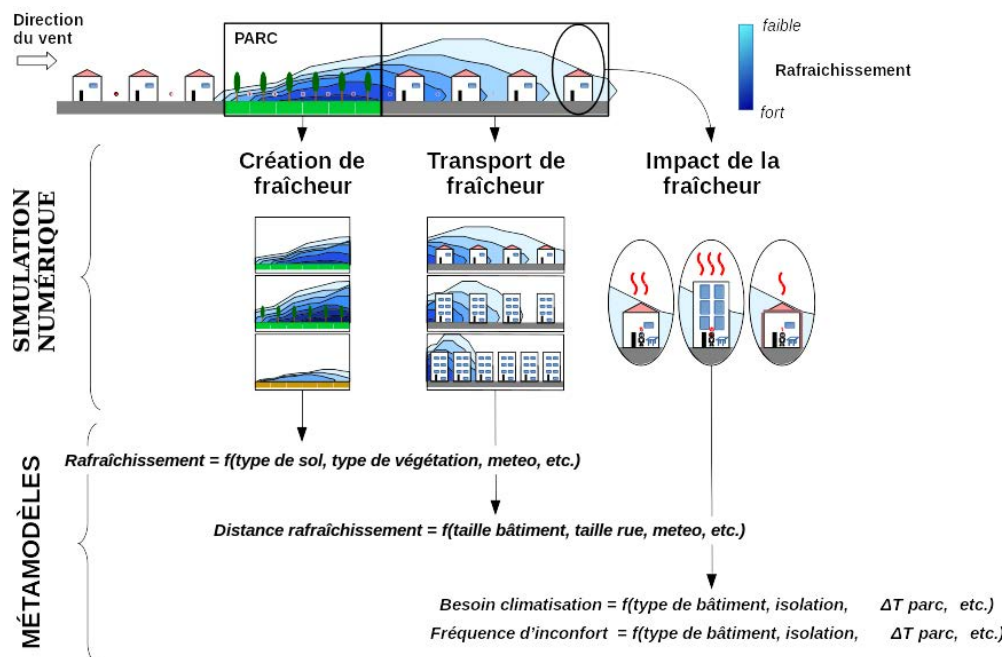 Direction
du vent
PARC
faible
Rafraichissement
fort
Création de
fraîcheur
Transport de
fraîcheur
Impact de la
fraîcheur
SIMULATION
NUMÉRIQUE
MÉTAMODÈLES
Rafraîchissement = f(type de sol, type de végétation, meteo, etc.)
Distance rafraîchissement = f(taille bâtiment, taille rue, meteo, etc.)
Besoin climatisation = f(type de bâtiment, isolation, ΔT parc, etc.)
Fréquence d'inconfort = f(type de bâtiment, isolation, ΔT parc, etc.)